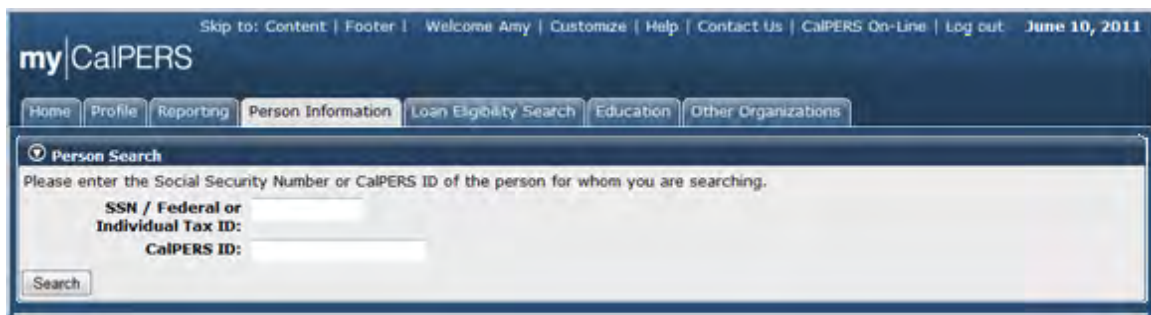 Skip to: Content | Footer | Welcome Amy | Customize | Help | Contact Us | CalPERS On-Line | Log out June 10, 2011
my|CalPERS
Home Profile Reporting Person Information Loan Eligibility Search Education Other Organizations
Person Search
Please enter the Social Security Number or CalPERS ID of the person for whom you are searching.
SSN / Federal or
Individual Tax ID:
CalPERS ID:
Search